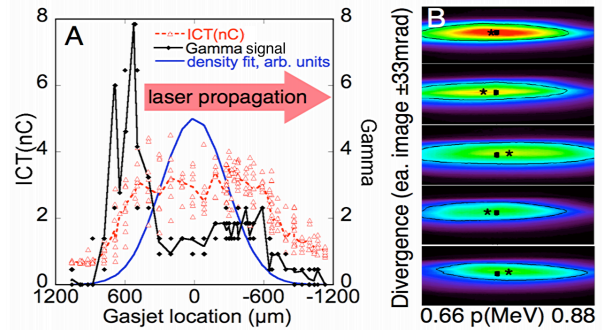 A
ICT(nC)
Gamma signal
density fit, arb. units
laser propagation
ICT(nC)
8
6
4
2
0
8
6
4
2
0
Gamma
1200
600
0
-600
-1200
Gasjet location (μm)
B
Divergence (ea. image ±33mrad)
0.66 p(MeV) 0.88